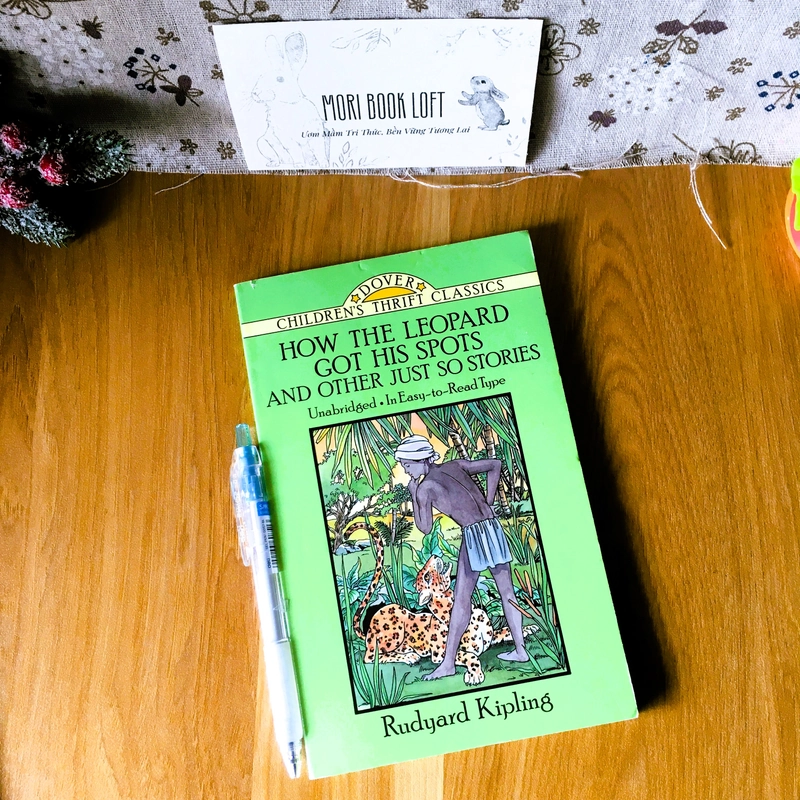 MORI BOOK LOFT
Ươm Mầm Tri Thức, Bền Vững Tương Lai
DOVER
CHILDREN'S THRIFT CLASSICS
HOW THE LEOPARD
GOT HIS SPOTS
AND OTHER JUST SO STORIES
Unabridged • In Easy-to-Read Type
Rudyard Kipling